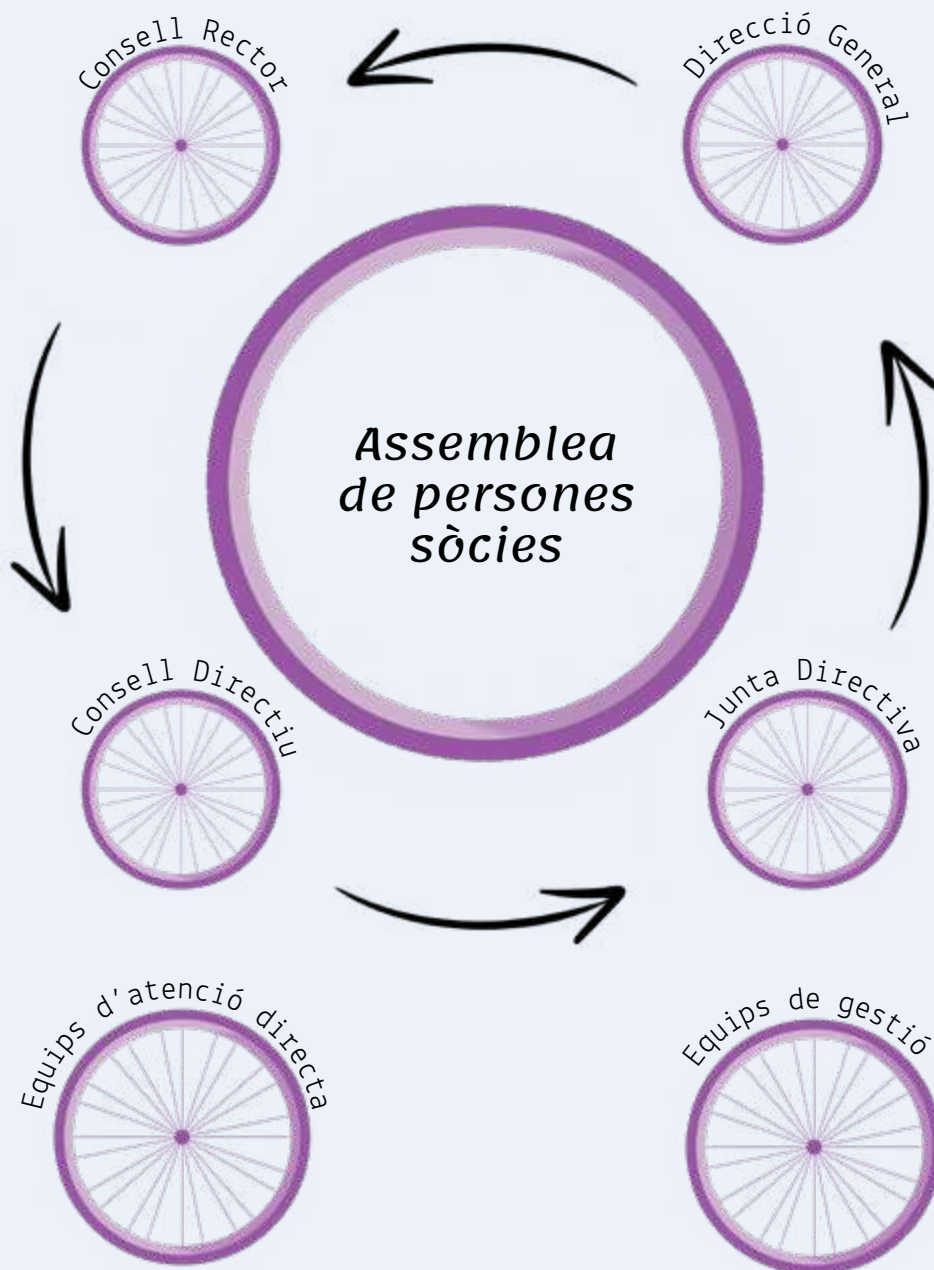 Consell Rector
Direcció General
Assemblea
de persones
sòcies
Consell Directiu
Junta Directiva
Equips d'atenció directa
Equips de gestió